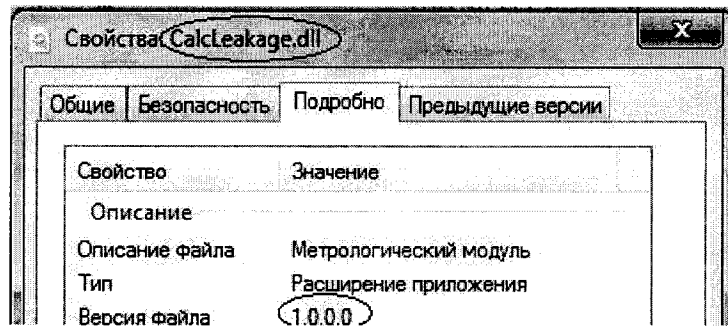 Свойства: CalcLeakage.dll
Общие Безопасность Подробно Предыдущие версии
Свойство Значение
Описание
Описание файла Метрологический модуль
Тип Расширение приложения
Версия файла 1.0.0.0